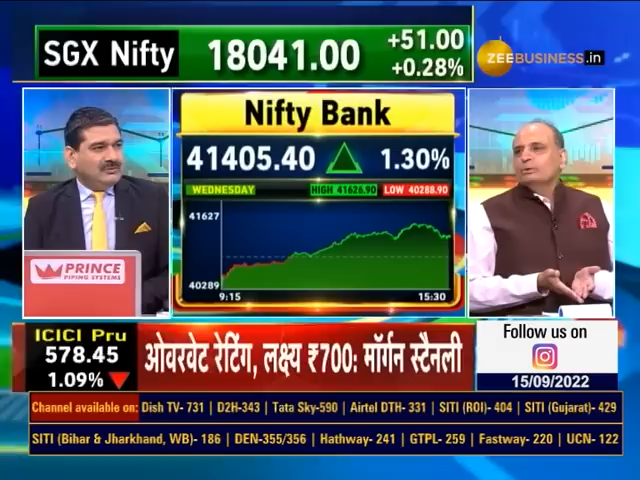 SGX Nifty 18041.00 +51.00
+0.28%
ZEEBUSINESS.in
Nifty Bank
41405.40 1.30%
WEDNESDAY HIGH 41626.90 LOW 40288.90
41627
40289
9:15 15:30
PRINCE
PIPING SYSTEMS
ICICI Pru
578.45
1.09%
ओवरवेट रेटिंग, लक्ष्य ₹700: मॉर्गन स्टैनली
Follow us on
15/09/2022
Channel available on: Dish TV- 731 | D2H-343 | Tata Sky-590 | Airtel DTH- 331 | SITI (ROI)- 404 | SITI (Gujarat)- 429
SITI (Bihar & Jharkhand, WB)- 186 | DEN-355/356 | Hathway- 241 | GTPL- 259 | Fastway- 220 | UCN- 122